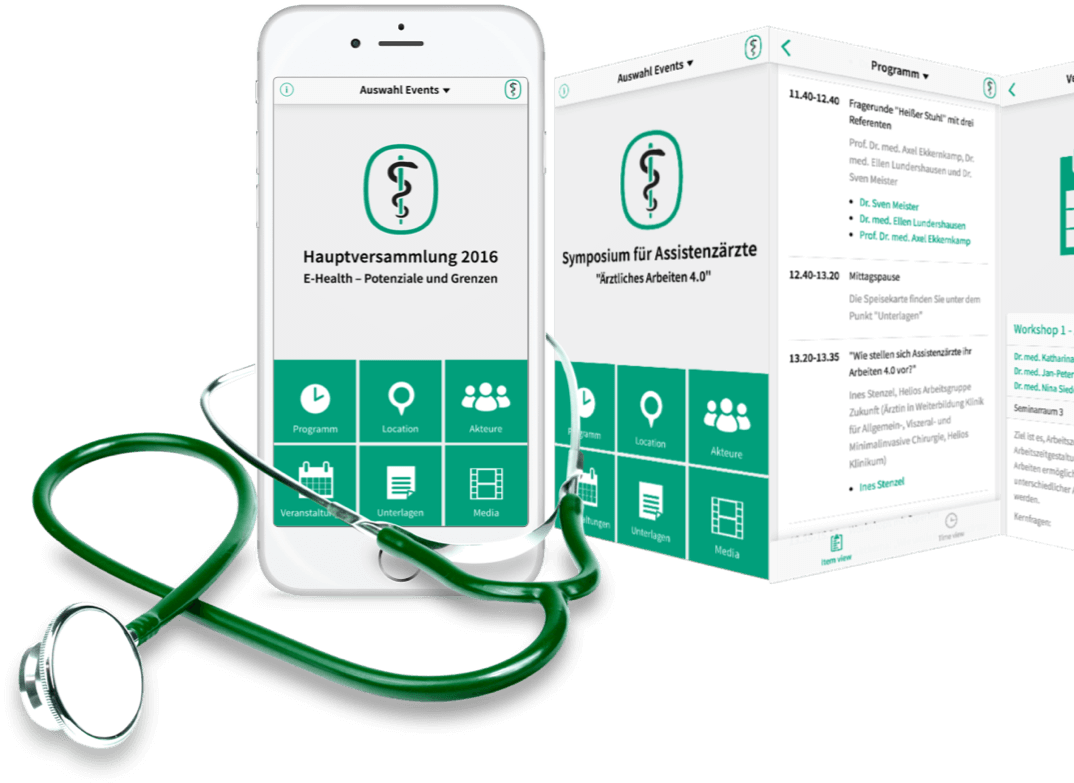 Auswahl Events
Hauptversammlung 2016
E-Health – Potenziale und Grenzen
Programm
Location
Akteure
Veranstaltungen
Unterlagen
Media
Auswahl Events
Symposium für Assistenzärzte
"Ärztliches Arbeiten 4.0"
Location
Akteure
Unterlagen
Media
Programm
11.40-12.40 Fragerunde "Heißer Stuhl" mit drei
Referenten
Prof. Dr. med. Axel Ekkernkamp, Dr.
med. Ellen Lundershausen und Dr.
Sven Meister
• Dr. Sven Meister
• Dr. med. Ellen Lundershausen
• Prof. Dr. med. Axel Ekkernkamp
12.40-13.20 Mittagspause
Die Speisekarte finden Sie unter dem
Punkt "Unterlagen"
13.20-13.35 "Wie stellen sich Assistenzärzte ihr
Arbeiten 4.0 vor?"
Ines Stenzel, Helios Arbeitsgruppe
Zukunft (Ärztin in Weiterbildung Klinik
für Allgemein-, Viszeral- und
Minimalinvasive Chirurgie, Helios
Klinikum)
• Ines Stenzel
Item view
Time view
Workshop 1 -
Dr. med. Katharina
Dr. med. Jan-Peter
Dr. med. Nina
Seminarraum 3
Ziel ist es,
Arbeiten
unterschiedlicher
werden.
Kernfragen: